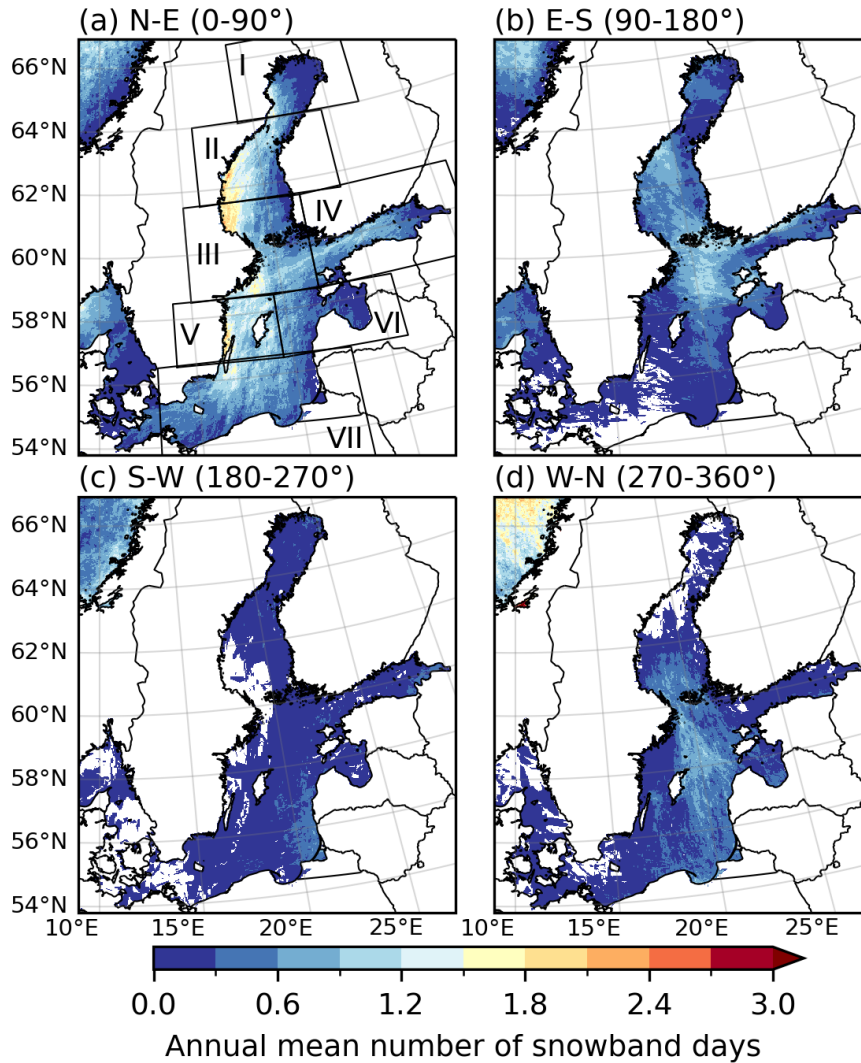 (a) N-E (0-90°)
(b) E-S (90-180°)
66°N
64°N
62°N
60°N
58°N
56°N
54°N
I
II
III
IV
V
VI
VII
(c) S-W (180-270°)
(d) W-N (270-360°)
66°N
64°N
62°N
60°N
58°N
56°N
54°N
10°E 15°E 20°E 25°E
10°E 15°E 20°E 25°E
0.0 0.6 1.2 1.8 2.4 3.0
Annual mean number of snowband days